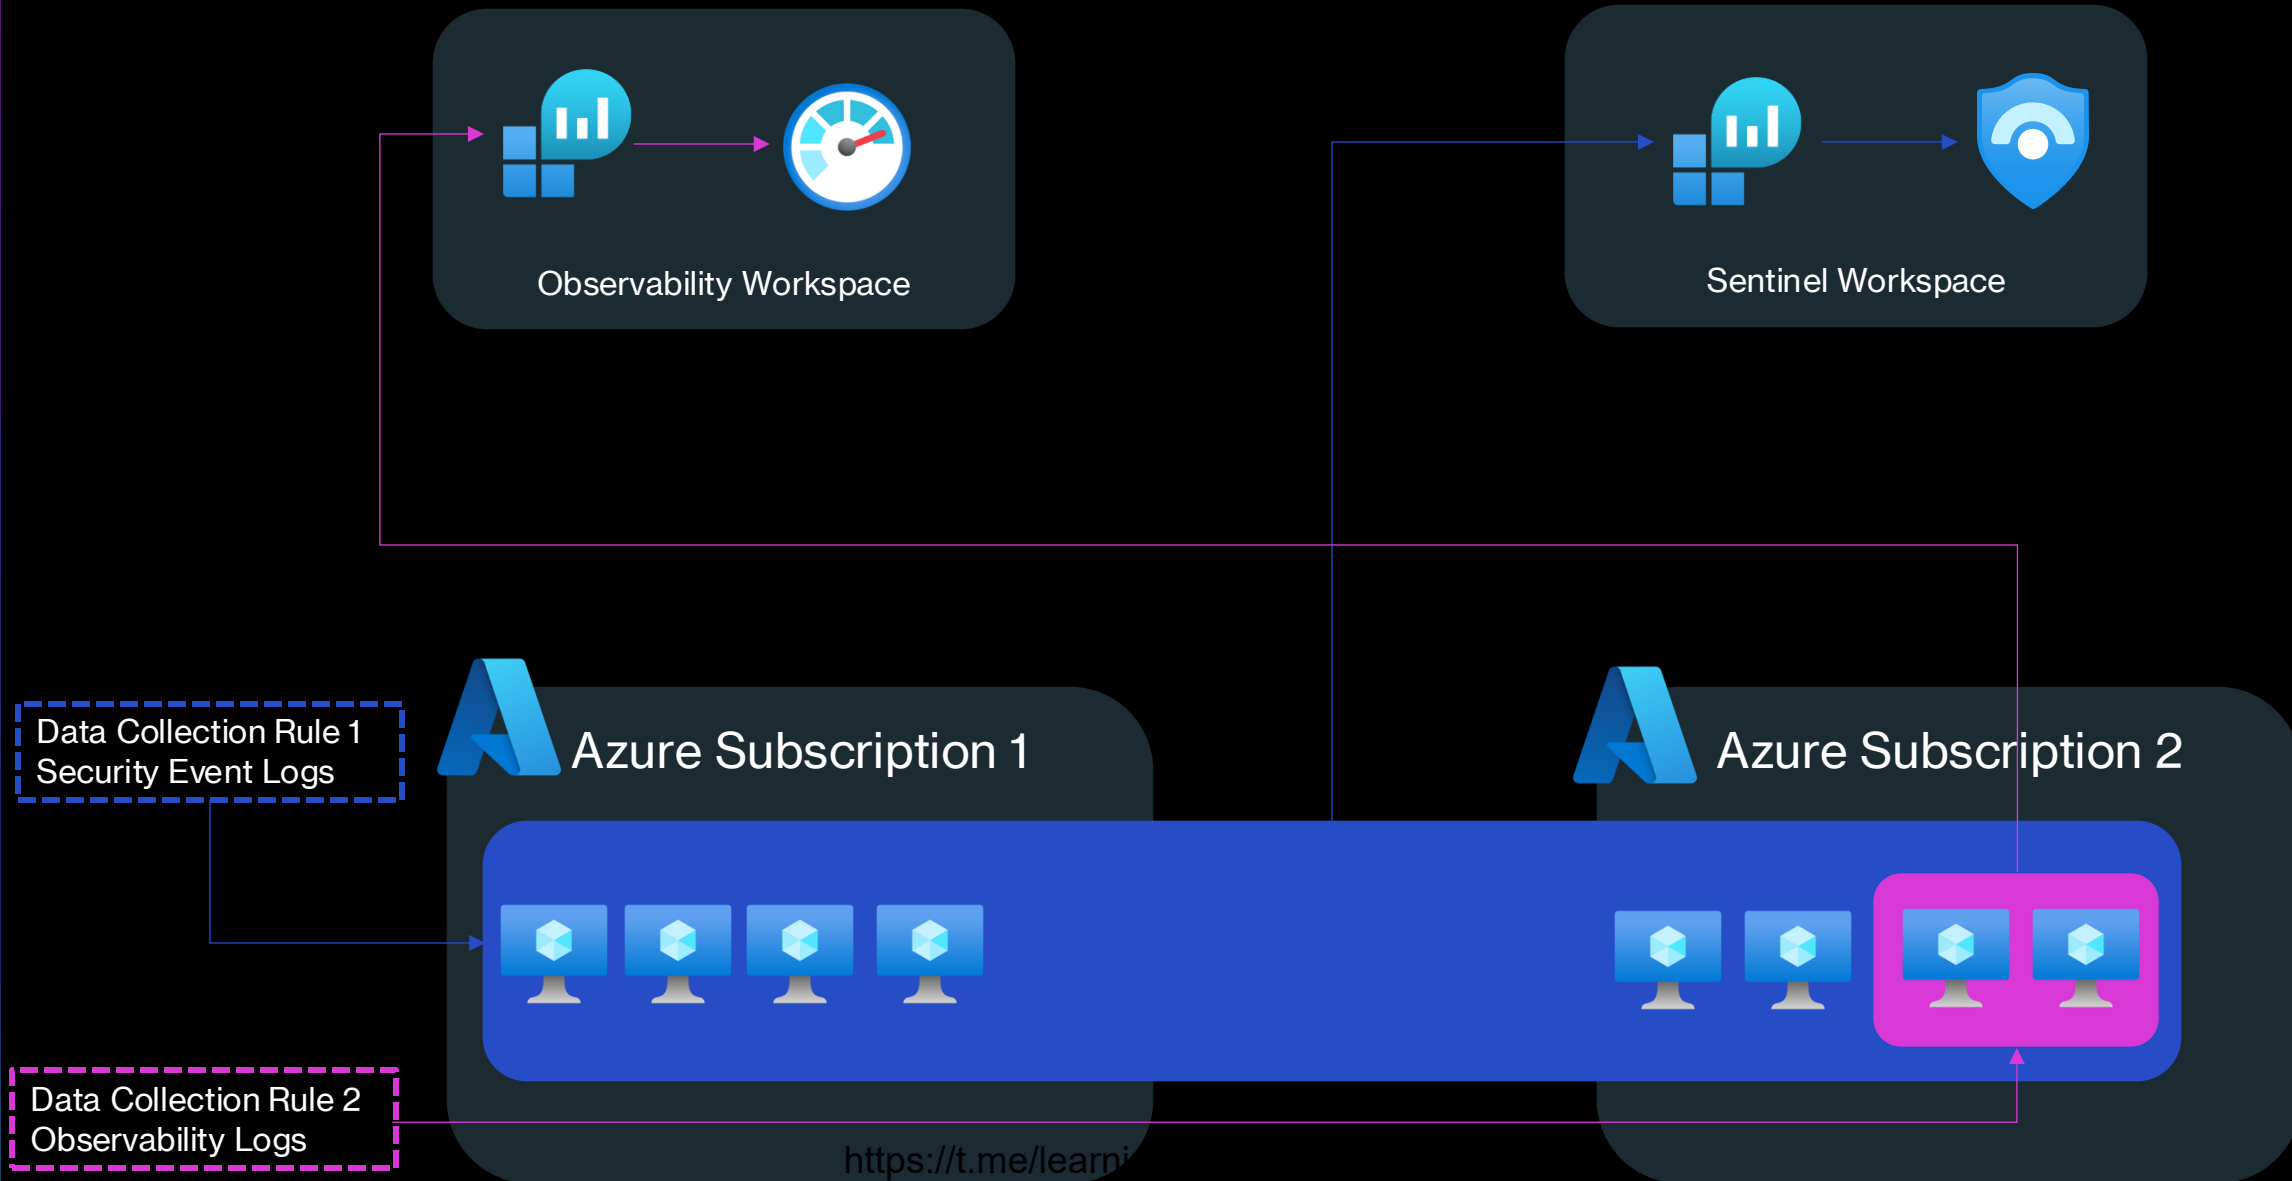 Observability Workspace
Sentinel Workspace
Data Collection Rule 1
Security Event Logs
Azure Subscription 1
Azure Subscription 2
Data Collection Rule 2
Observability Logs
https://t.me/learni